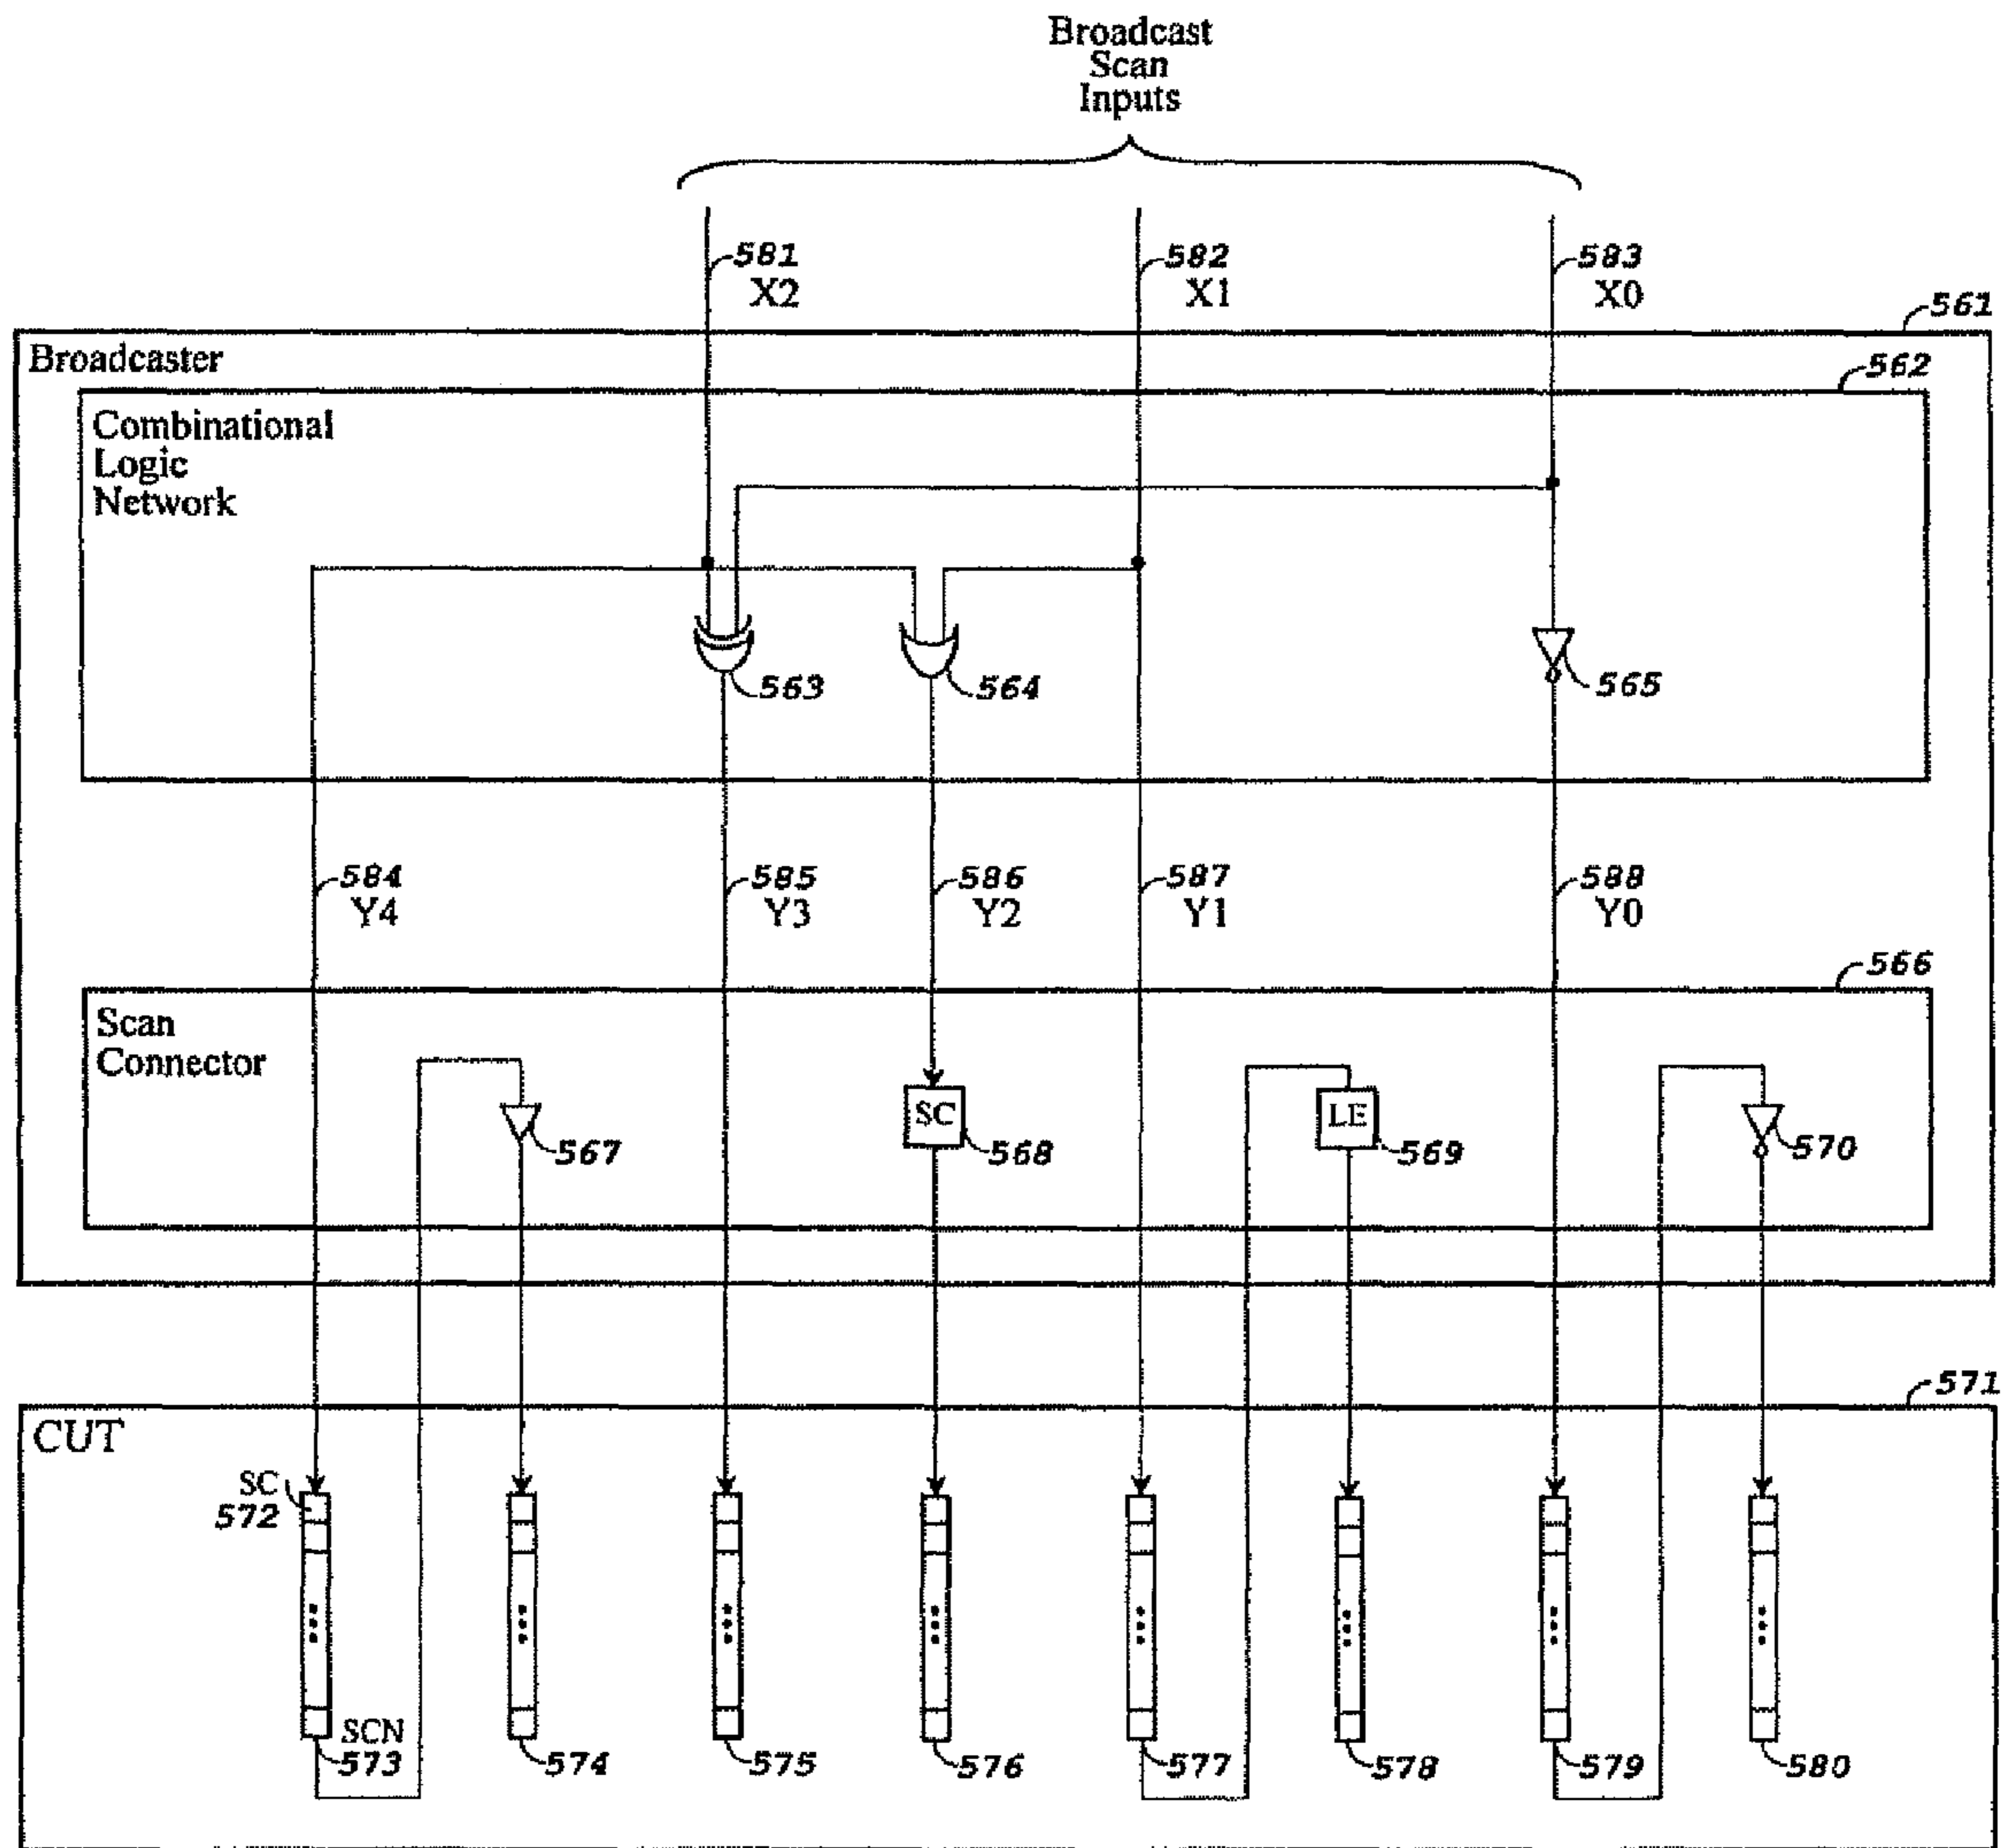 Broadcast
Scan
Inputs
581
X2
582
X1
583
X0
561
Broadcaster
562
Combinational
Logic
Network
563
564
565
584
Y4
585
Y3
586
Y2
587
Y1
588
Y0
566
Scan
Connector
567
SC
568
LE
569
570
571
CUT
SC
572
SCN
573
574
575
576
577
578
579
580